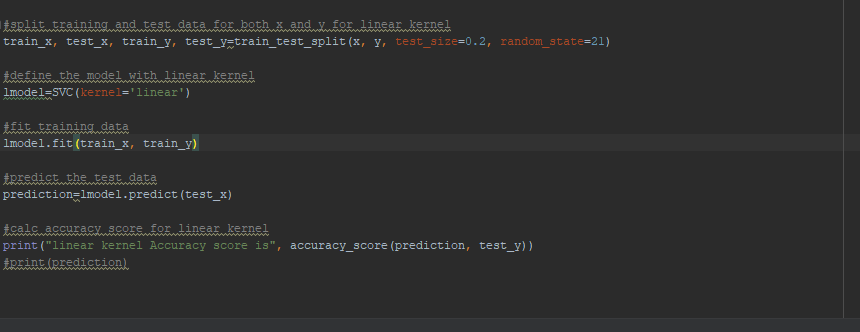 #split training and test data for both x and y for linear kernel
train_x, test_x, train_y, test_y=train_test_split(x, y, test_size=0.2, random_state=21)
#define the model with linear kernel
lmodel=SVC(kernel='linear')
#fit training data
lmodel.fit(train_x, train_y)
#predict the test data
prediction=lmodel.predict(test_x)
#calc accuracy score for linear kernel
print("linear kernel Accuracy score is", accuracy_score(prediction, test_y))
#print(prediction)